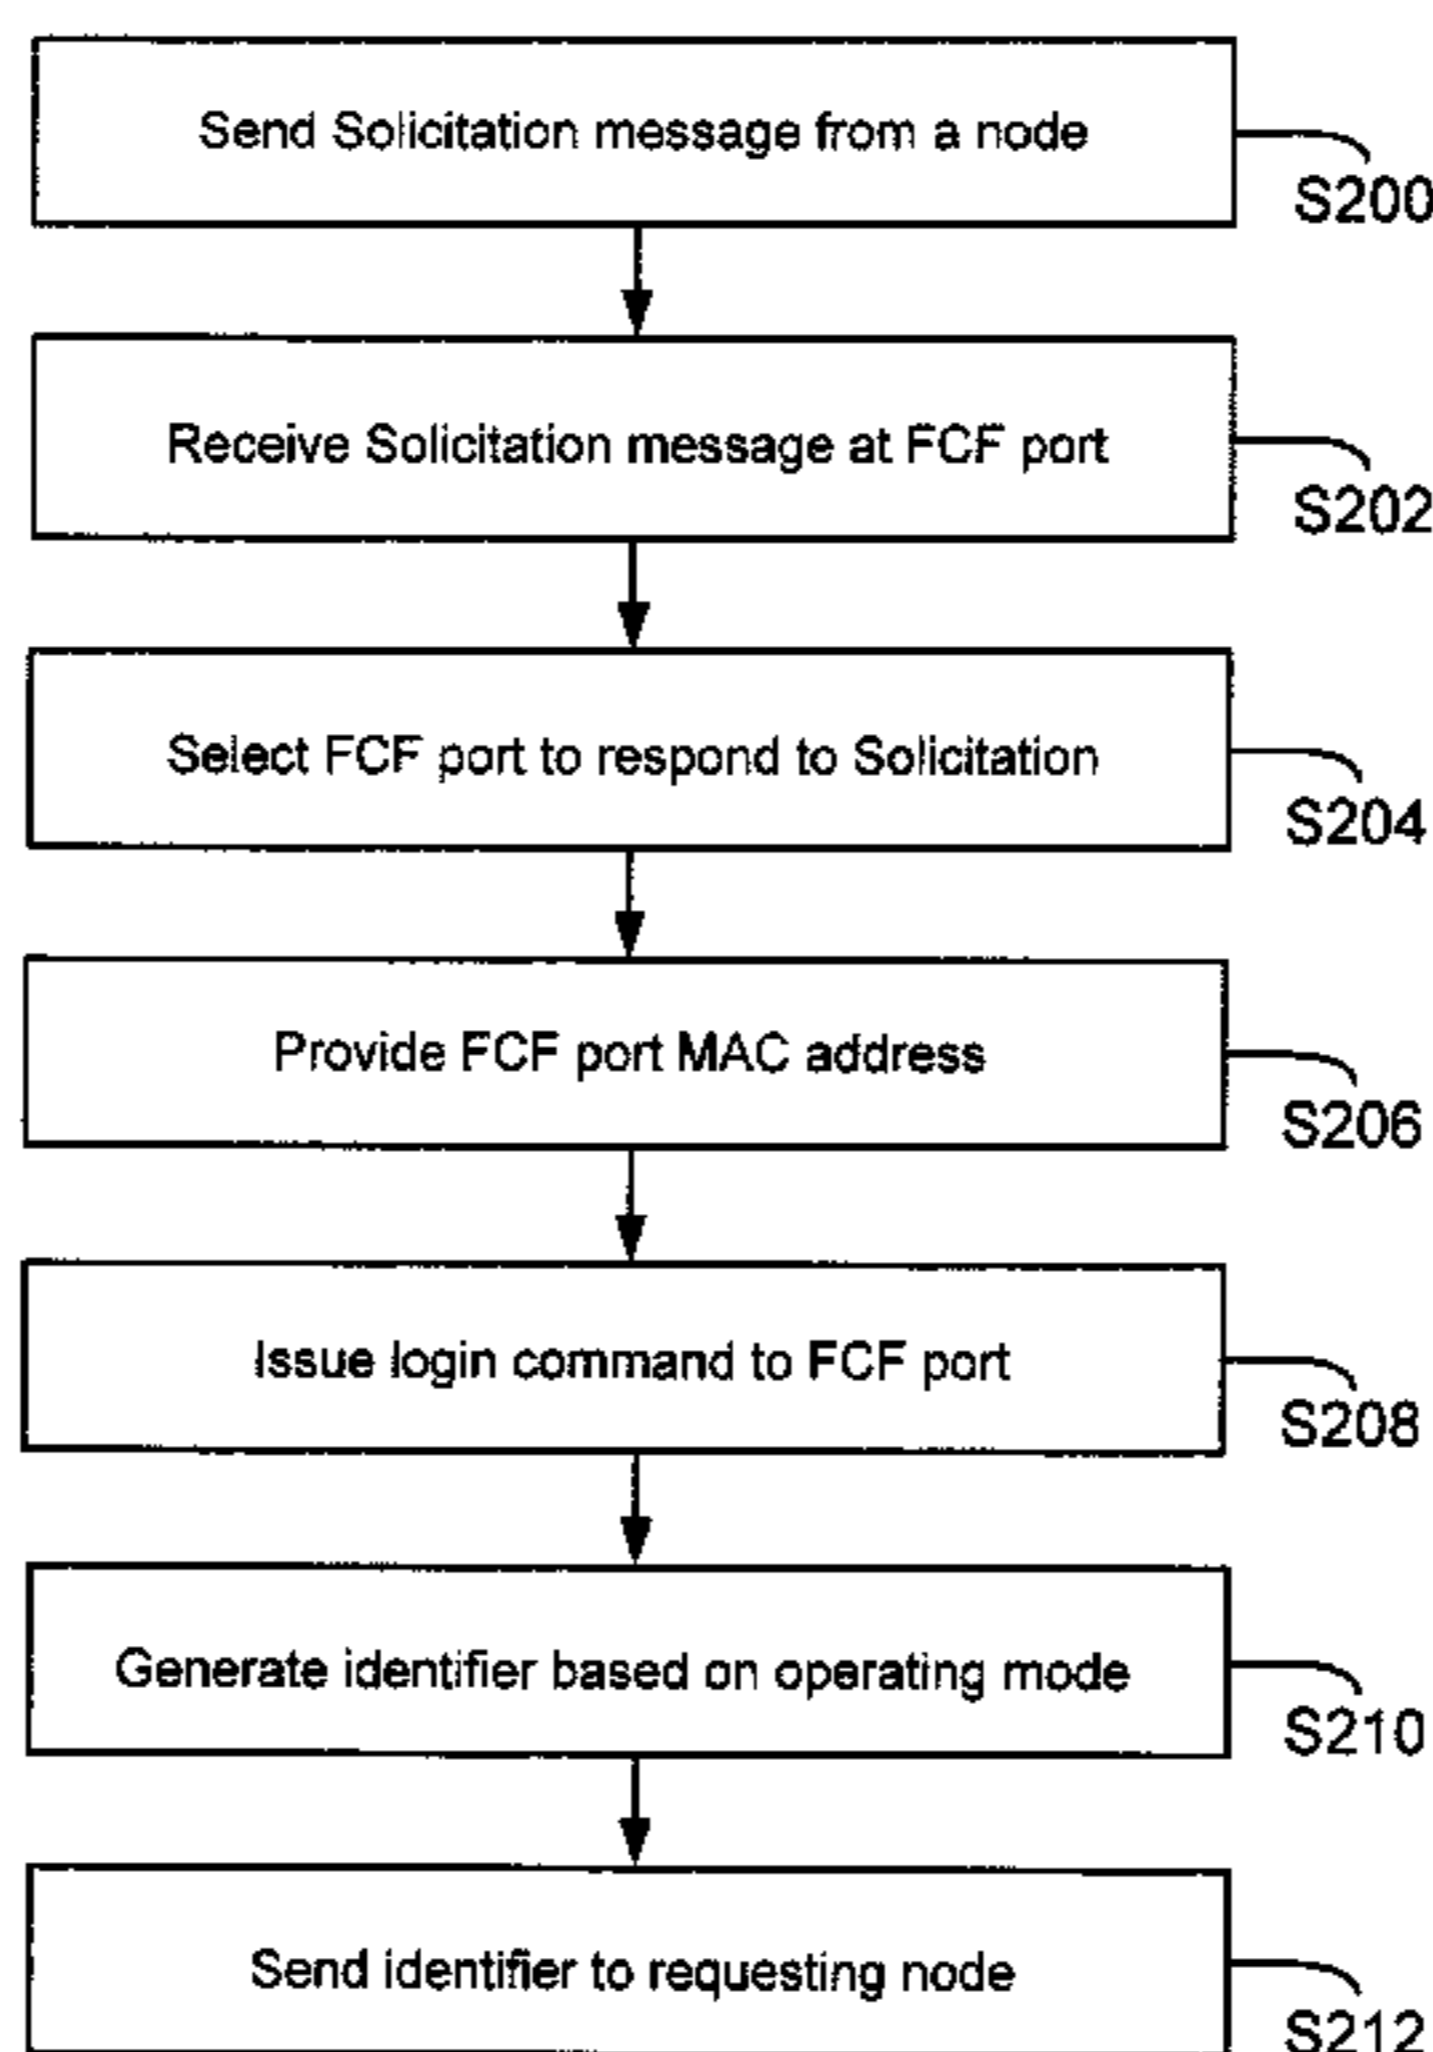 Send Solicitation message from a node
S200
Receive Solicitation message at FCF port
S202
Select FCF port to respond to Solicitation
S204
Provide FCF port MAC address
S206
Issue login command to FCF port
S208
Generate identifier based on operating mode
S210
Send identifier to requesting node
S212